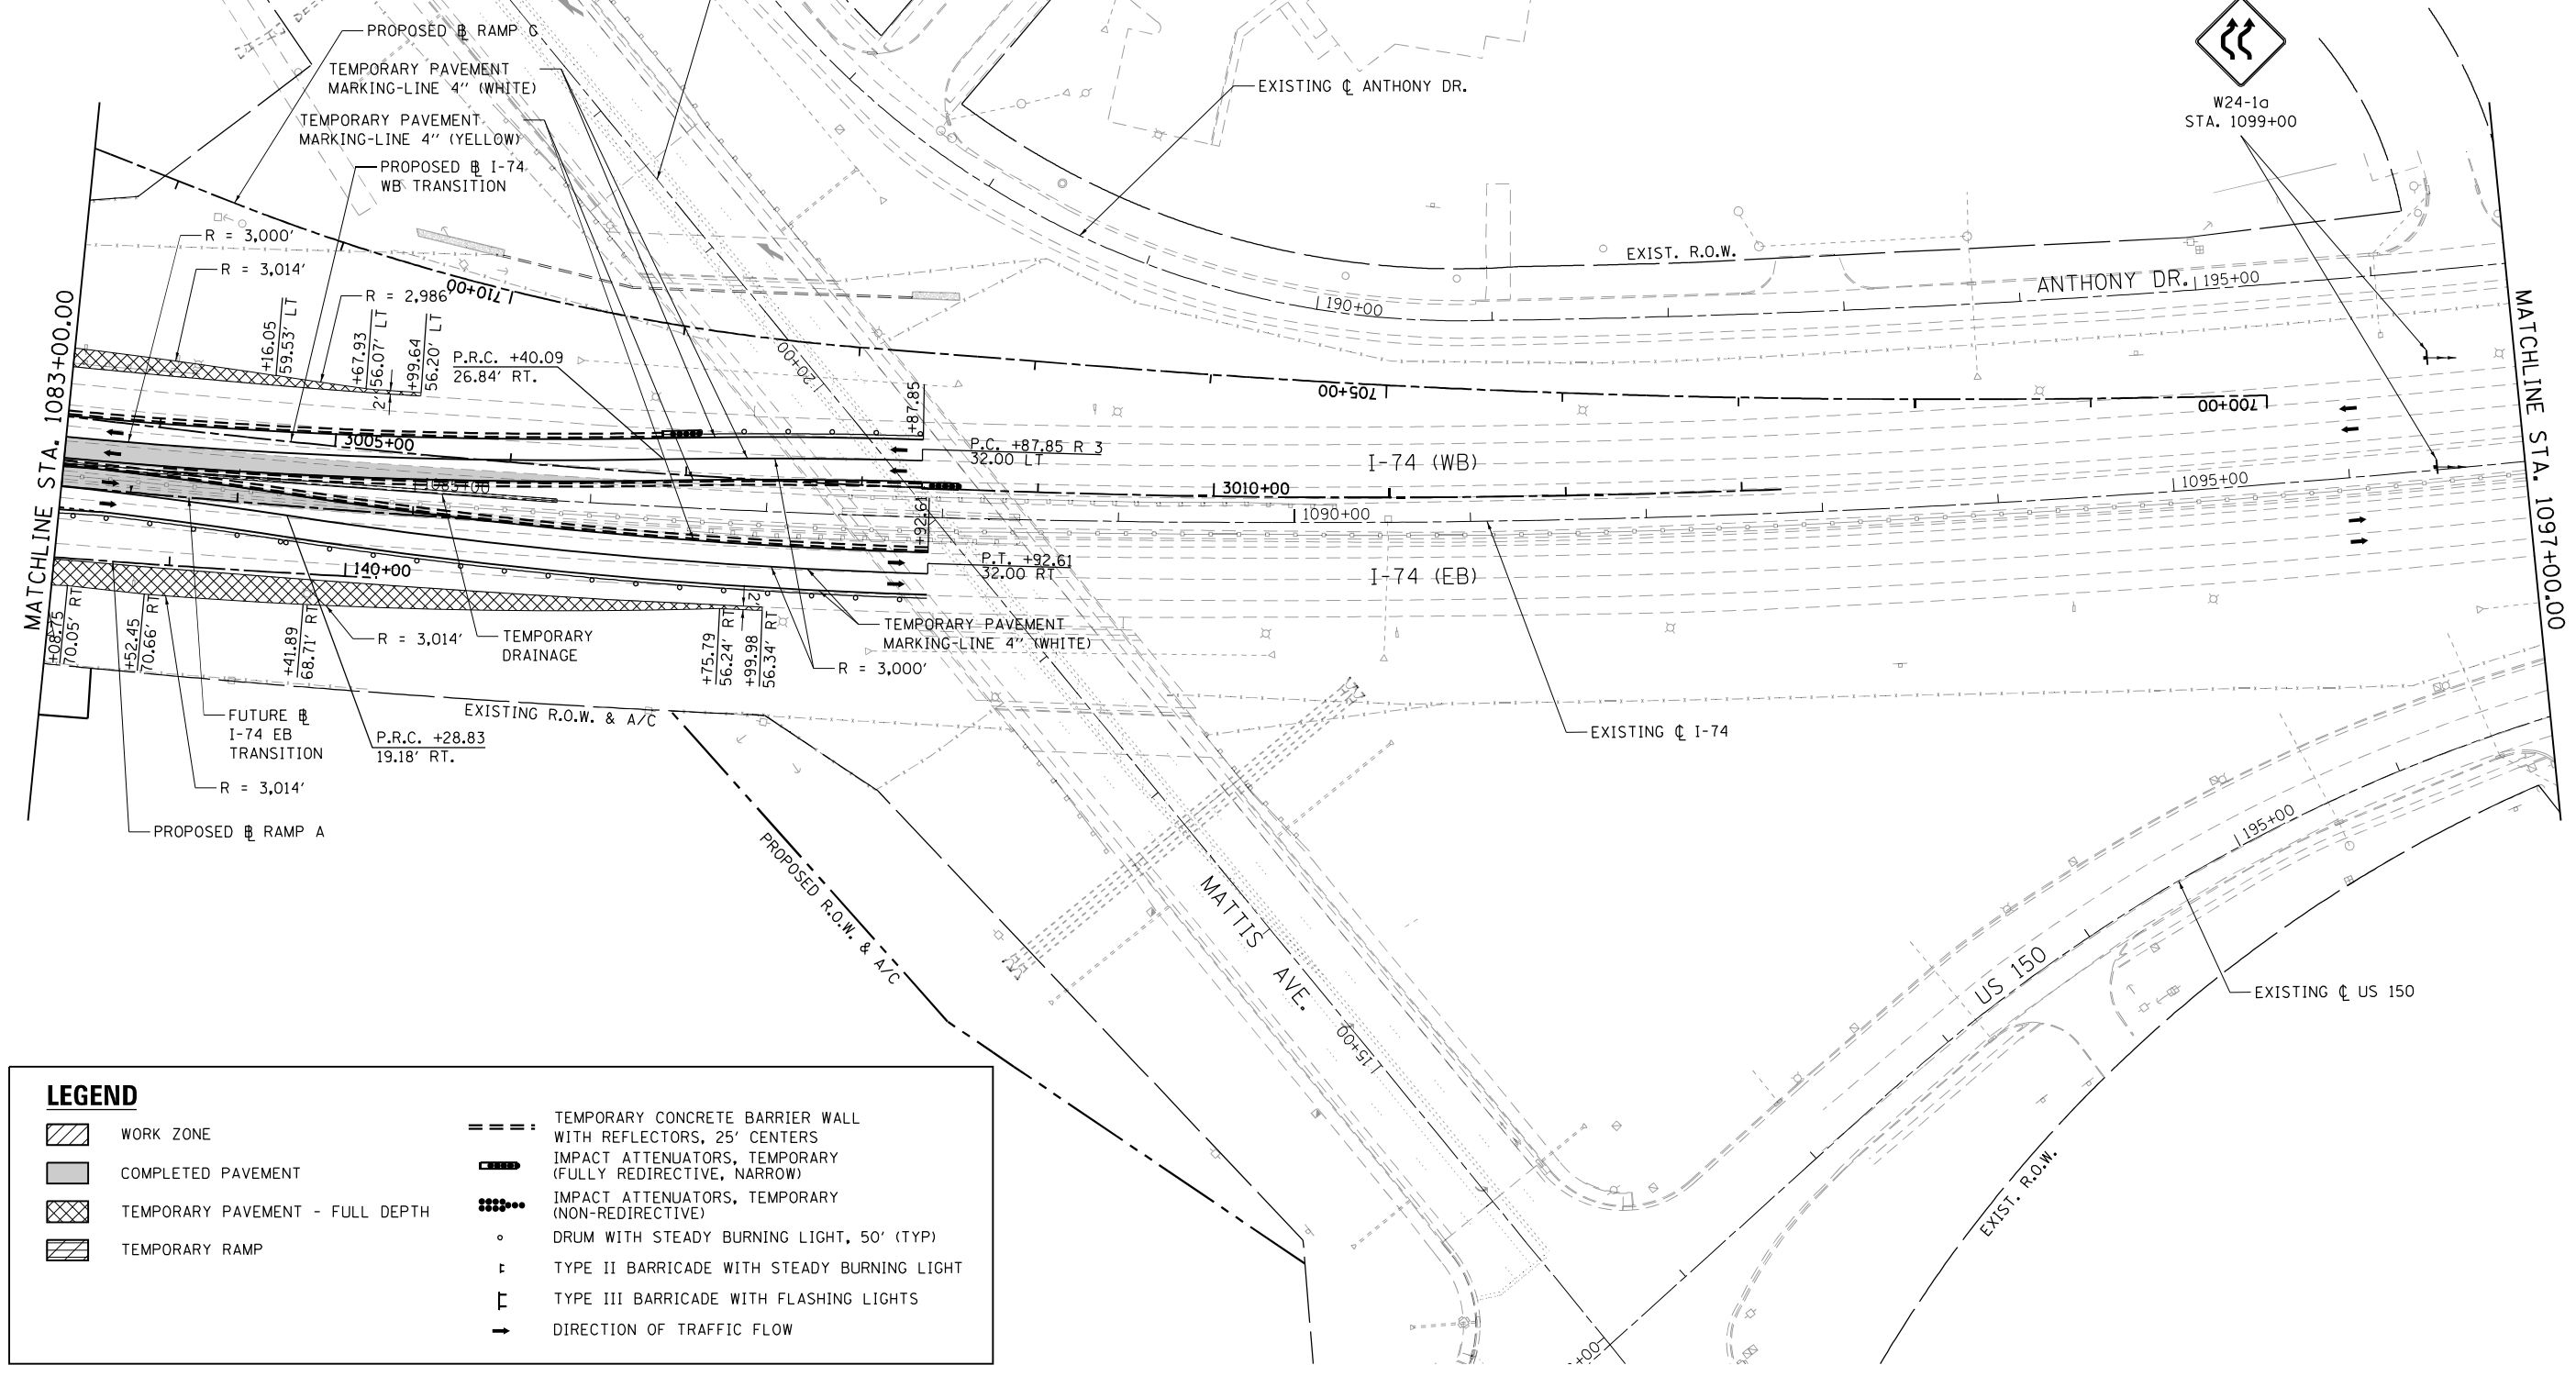 PROPOSED ⅊ RAMP C
TEMPORARY PAVEMENT
MARKING-LINE 4" (WHITE)
TEMPORARY PAVEMENT
MARKING-LINE 4" (YELLOW)
PROPOSED ⅊ I-74
WB TRANSITION
EXISTING ℄ ANTHONY DR.
W24-1a
STA. 1099+00
R = 3,000'
R = 3,014'
R = 2,986'
710+00
+16.05
59.53' LT
+67.93
56.07' LT
2'
+99.64
56.20' LT
P.R.C. +40.09
26.84' RT.
120+00
EXIST. R.O.W.
190+00
ANTHONY DR.
195+00
MATCHLINE STA. 1083+00.00
MATCHLINE STA. 1097+00.00
705+00
700+00
+87.85
P.C. +87.85 R 3
32.00 LT
3005+00
I-74 (WB)
1085+00
3010+00
1095+00
1090+00
+92.61
P.T. +92.61
32.00 RT
I-74 (EB)
140+00
+08.75
70.05' RT
+52.45
70.66' RT
+41.89
68.71' RT
R = 3,014'
TEMPORARY
DRAINAGE
+75.79
56.24' RT
2'
+99.98
56.34' RT
TEMPORARY PAVEMENT
MARKING-LINE 4" (WHITE)
R = 3,000'
EXISTING R.O.W. & A/C
FUTURE ⅊
I-74 EB
TRANSITION
P.R.C. +28.83
19.18' RT.
R = 3,014'
PROPOSED ⅊ RAMP A
EXISTING ℄ I-74
PROPOSED R.O.W. & A/C
MATTIS AVE.
115+00
195+00
US 150
EXISTING ℄ US 150
EXIST. R.O.W.
+00
LEGEND
WORK ZONE
COMPLETED PAVEMENT
TEMPORARY PAVEMENT - FULL DEPTH
TEMPORARY RAMP
TEMPORARY CONCRETE BARRIER WALL
WITH REFLECTORS, 25' CENTERS
IMPACT ATTENUATORS, TEMPORARY
(FULLY REDIRECTIVE, NARROW)
IMPACT ATTENUATORS, TEMPORARY
(NON-REDIRECTIVE)
DRUM WITH STEADY BURNING LIGHT, 50' (TYP)
TYPE II BARRICADE WITH STEADY BURNING LIGHT
TYPE III BARRICADE WITH FLASHING LIGHTS
DIRECTION OF TRAFFIC FLOW